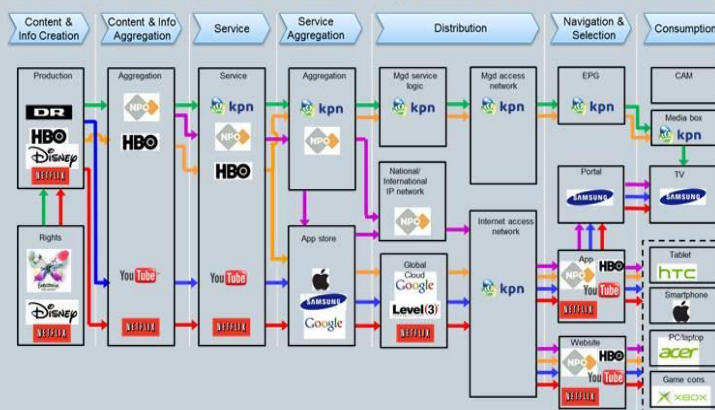 Content &
Info Creation
Content & Info
Aggregation
Service
Service
Aggregation
Distribution
Navigation &
Selection
Consumption
Production
DR
HBO
Disney
NETFLIX
Rights
Disney
NETFLIX
Aggregation
NPO
HBO
YouTube
NETFLIX
Service
kpn
NPO
HBO
YouTube
NETFLIX
Aggregation
kpn
NPO
App store
SAMSUNG
Google
Mgd service
logic
kpn
National/
International
IP network
NPO
Global
Cloud
Google
Level(3)
NETFLIX
Mgd access
network
kpn
Internet access
network
kpn
EPG
kpn
Portal
SAMSUNG
App
NPO
HBO
YouTube
NETFLIX
Website
NPO
HBO
YouTube
NETFLIX
CAM
Media box
kpn
TV
SAMSUNG
Tablet
hTC
Smartphone
PC/laptop
acer
Game cons.
XBOX